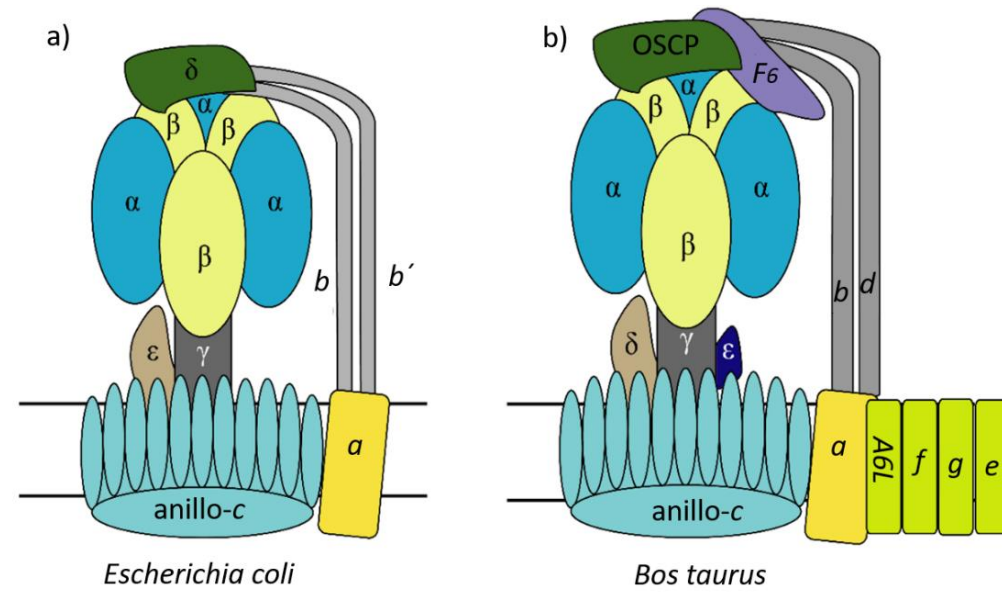 a)
δ
α
β
β
α
α
β
b
b´
ε
γ
a
anillo-c
Escherichia coli
b)
OSCP
F6
α
β
β
α
α
β
b
d
δ
γ
ε
a
A6L
f
g
e
anillo-c
Bos taurus